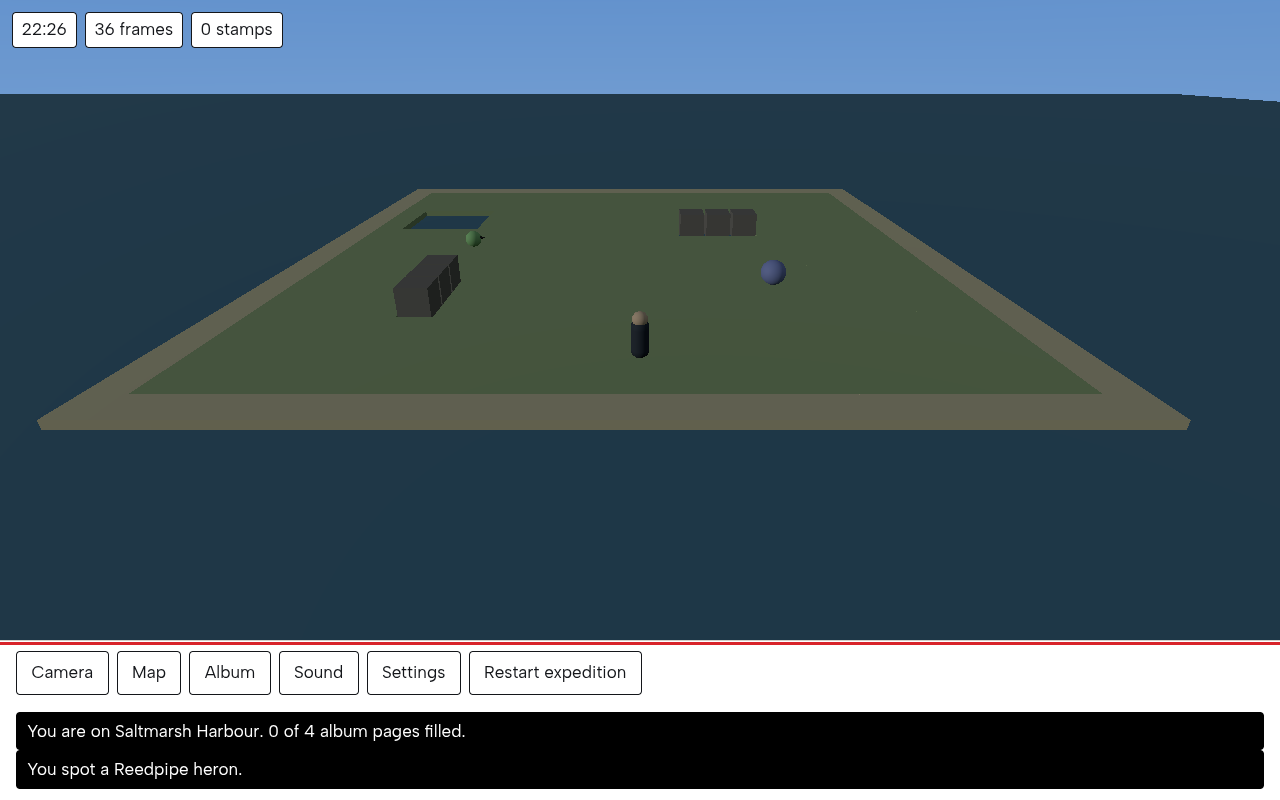 22:26 36 frames 0 stamps
Camera Map Album Sound Settings Restart expedition
You are on Saltmarsh Harbour. 0 of 4 album pages filled.
You spot a Reedpipe heron.